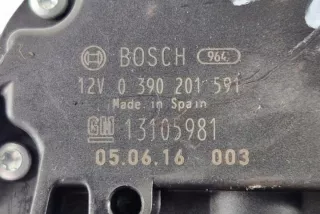 BOSCH 964
12V 0 390 201 591
Made in Spain
GM 13105981
05.06.16 003